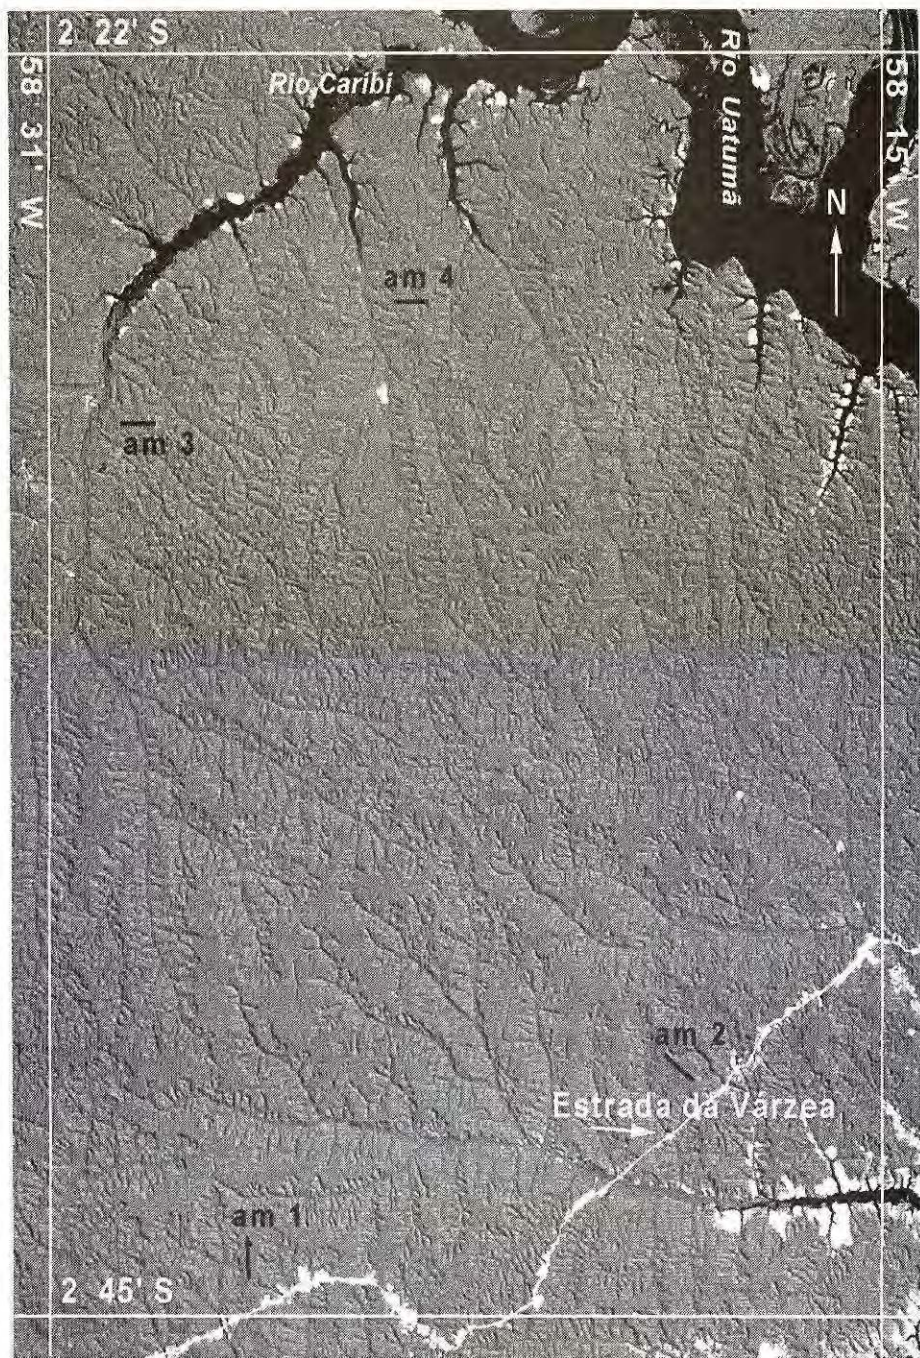 2 22' S
58 31' W
Rio Caribi
Rio Uatumã
58 15' W
N
am 4
am 3
am 2
Estrada da Várzea
am 1
2 45' S